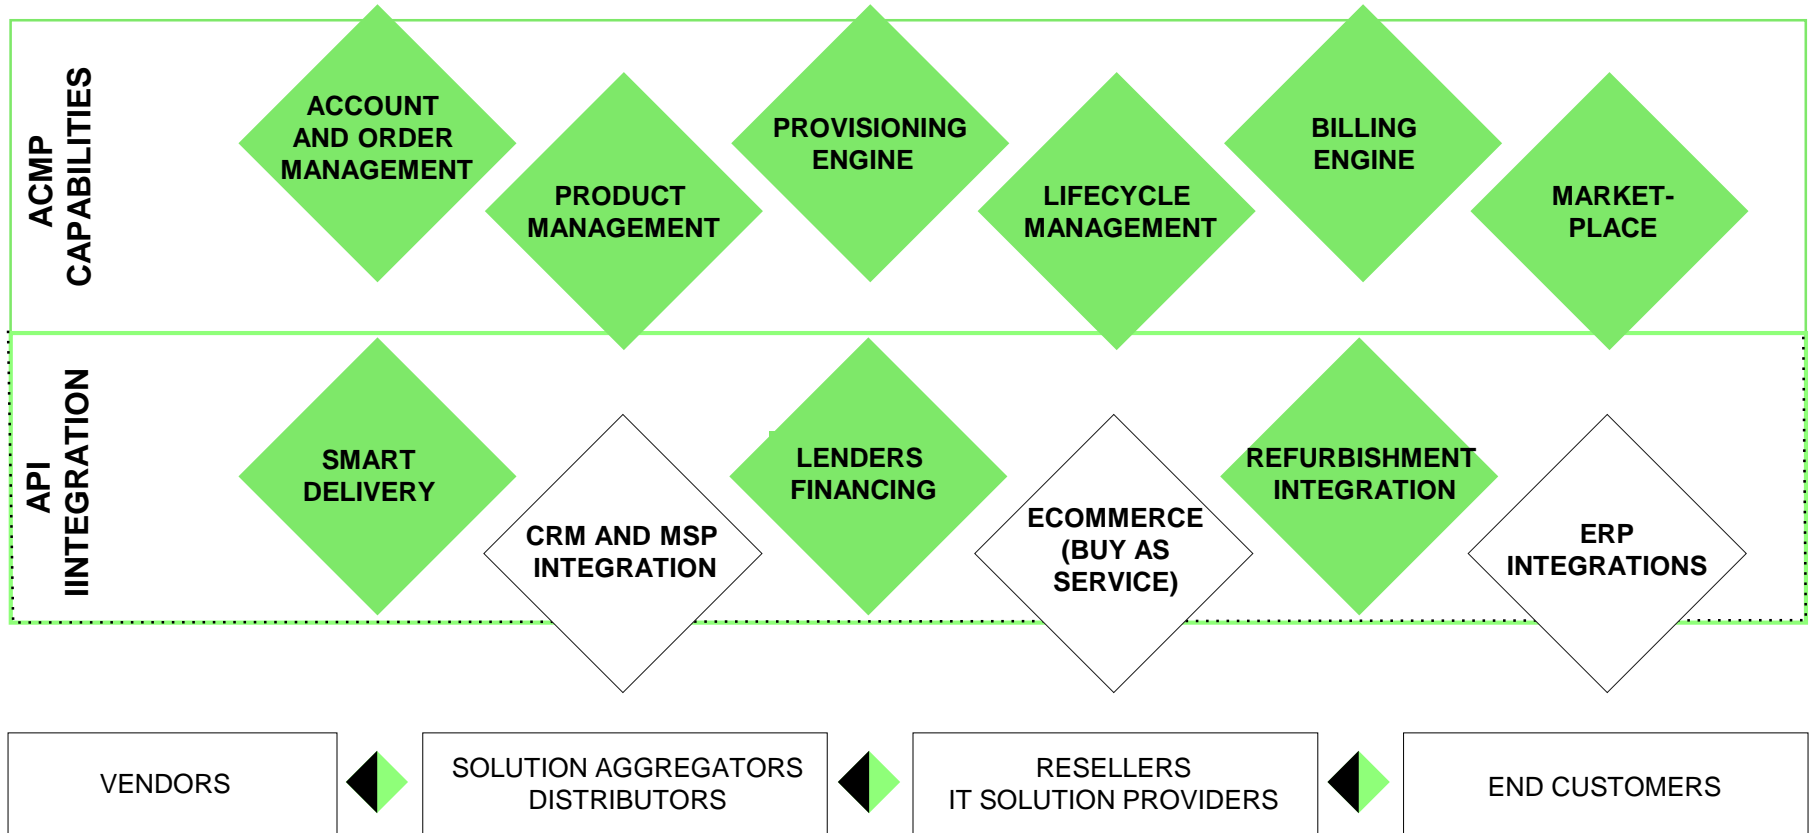 ACMP
CAPABILITIES
ACCOUNT
AND ORDER
MANAGEMENT
PRODUCT
MANAGEMENT
PROVISIONING
ENGINE
LIFECYCLE
MANAGEMENT
BILLING
ENGINE
MARKET-
PLACE
API
IINTEGRATION
SMART
DELIVERY
CRM AND MSP
INTEGRATION
LENDERS
FINANCING
ECOMMERCE
(BUY AS
SERVICE)
REFURBISHMENT
INTEGRATION
ERP
INTEGRATIONS
VENDORS
SOLUTION AGGREGATORS
DISTRIBUTORS
RESELLERS
IT SOLUTION PROVIDERS
END CUSTOMERS